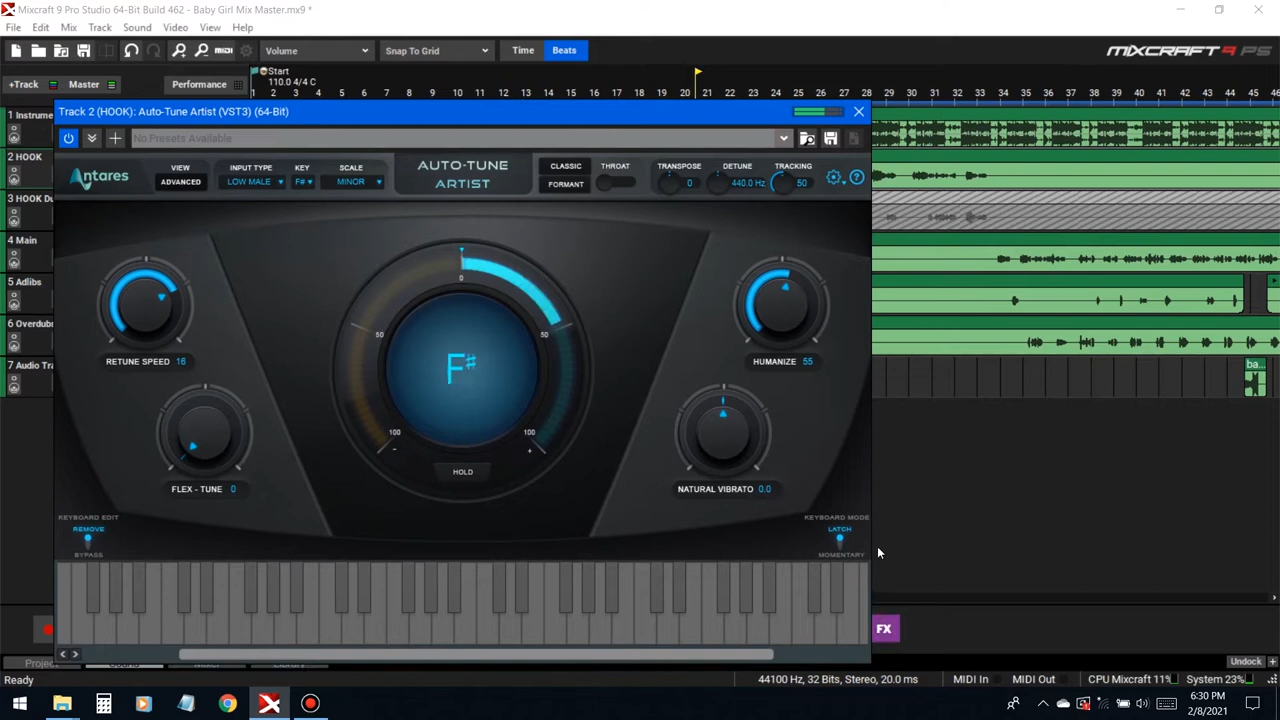 Mixcraft 9 Pro Studio 64-Bit Build 462 - Baby Girl Mix Master.mx9 *
File Edit Mix Track Sound Video View Help
midi Volume Snap To Grid Time Beats MIXCRAFT 9 PS
+Track Master Performance
Start
110.0 4/4 C
1 2 3 4 5 6 7 8 9 10 11 12 13 14 15 16 17 18 19 20 21 22 23 24 25 26 27 28 29 30 31 32 33 34 35 36 37 38 39 40 41 42 43 44 45 46
Track 2 (HOOK): Auto-Tune Artist (VST3) (64-Bit)
1 Instrume
2 HOOK
3 HOOK Du
4 Main
5 Adlibs
6 Overdubs
7 Audio Tra
ba...
No Presets Available
Antares
VIEW
ADVANCED
INPUT TYPE
LOW MALE
KEY
F#
SCALE
MINOR
AUTO-TUNE
ARTIST
CLASSIC
FORMANT
THROAT
TRANSPOSE
0
DETUNE
440.0 Hz
TRACKING
50
?
0
50 50
100 100
- +
F#
HOLD
RETUNE SPEED 16
HUMANIZE 55
FLEX - TUNE 0
NATURAL VIBRATO 0.0
KEYBOARD EDIT
REMOVE
BYPASS
KEYBOARD MODE
LATCH
MOMENTARY
FX
Undock
Ready
44100 Hz, 32 Bits, Stereo, 20.0 ms MIDI In MIDI Out CPU Mixcraft 11% System 23%
6:30 PM
2/8/2021